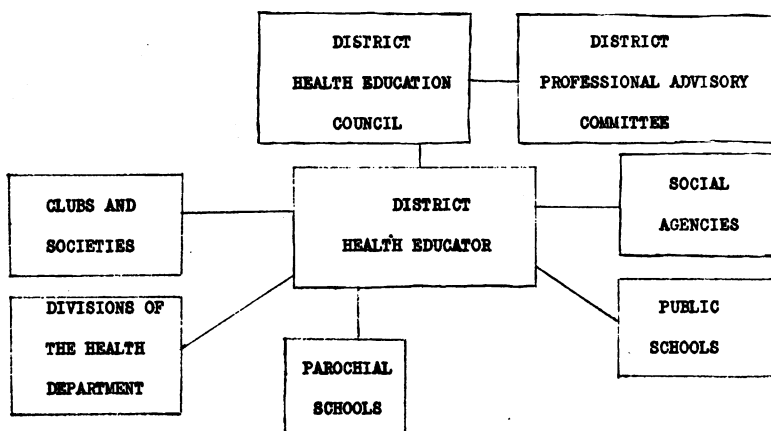 DISTRICT
HEALTH EDUCATION
COUNCIL
DISTRICT
PROFESSIONAL ADVISORY
COMMITTEE
CLUBS AND
SOCIETIES
DISTRICT
HEALTH EDUCATOR
SOCIAL
AGENCIES
DIVISIONS OF
THE HEALTH
DEPARTMENT
PAROCHIAL
SCHOOLS
PUBLIC
SCHOOLS